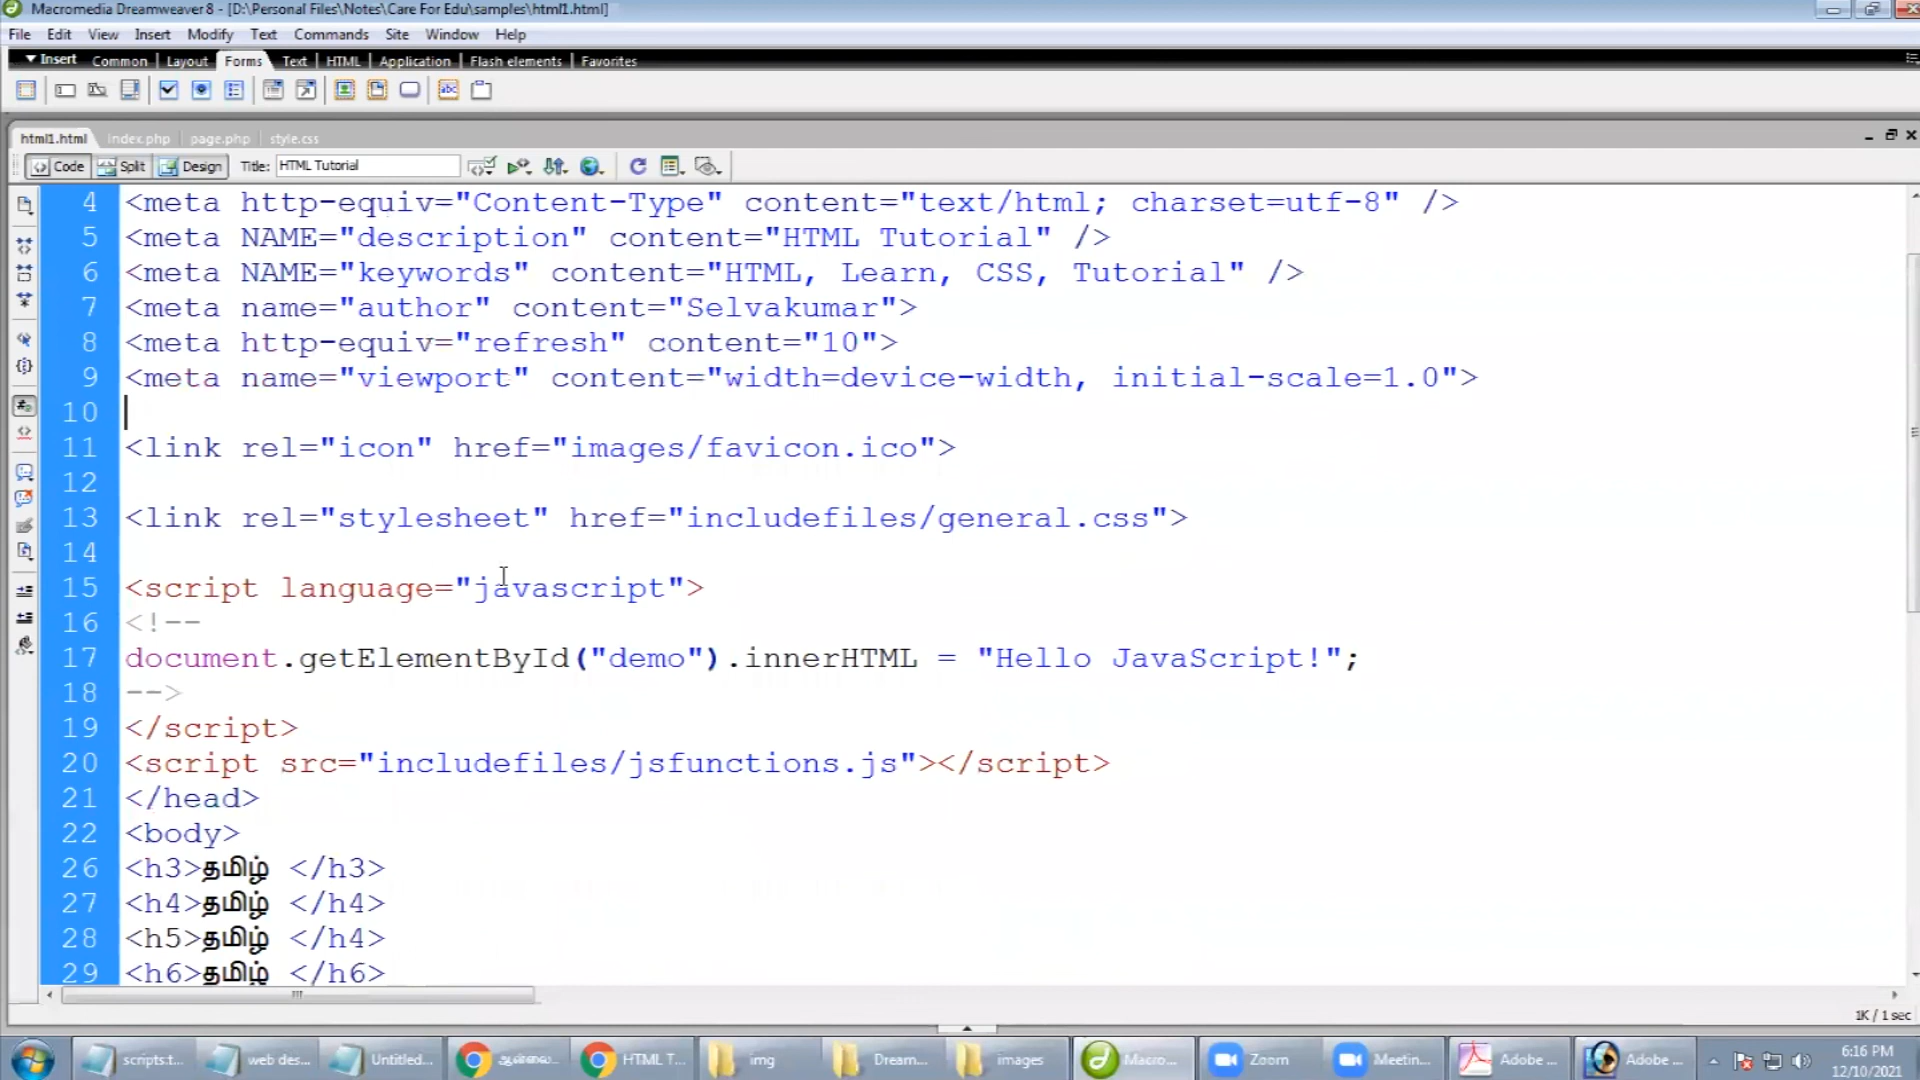 Macromedia Dreamweaver 8 - [D:\Personal Files\Notes\Care For Edu\samples\html1.html]
File Edit View Insert Modify Text Commands Site Window Help
▼ Insert Common Layout Forms Text HTML Application Flash elements Favorites
html1.html index.php page.php style.css
Code Split Design Title: HTML Tutorial
4 <meta http-equiv="Content-Type" content="text/html; charset=utf-8" />
5 <meta NAME="description" content="HTML Tutorial" />
6 <meta NAME="keywords" content="HTML, Learn, CSS, Tutorial" />
7 <meta name="author" content="Selvakumar">
8 <meta http-equiv="refresh" content="10">
9 <meta name="viewport" content="width=device-width, initial-scale=1.0">
10
11 <link rel="icon" href="images/favicon.ico">
12
13 <link rel="stylesheet" href="includefiles/general.css">
14
15 <script language="javascript">
16 <!--
17 document.getElementById("demo").innerHTML = "Hello JavaScript!";
18 -->
19 </script>
20 <script src="includefiles/jsfunctions.js"></script>
21 </head>
22 <body>
26 <h3>தமிழ் </h3>
27 <h4>தமிழ் </h4>
28 <h5>தமிழ் </h4>
29 <h6>தமிழ் </h6>
1K / 1 sec
scripts.t... web des... Untitled... HTML T... img Dream... images Macro... Zoom Meetin... Adobe ... Adobe ... 6:16 PM
12/10/2021